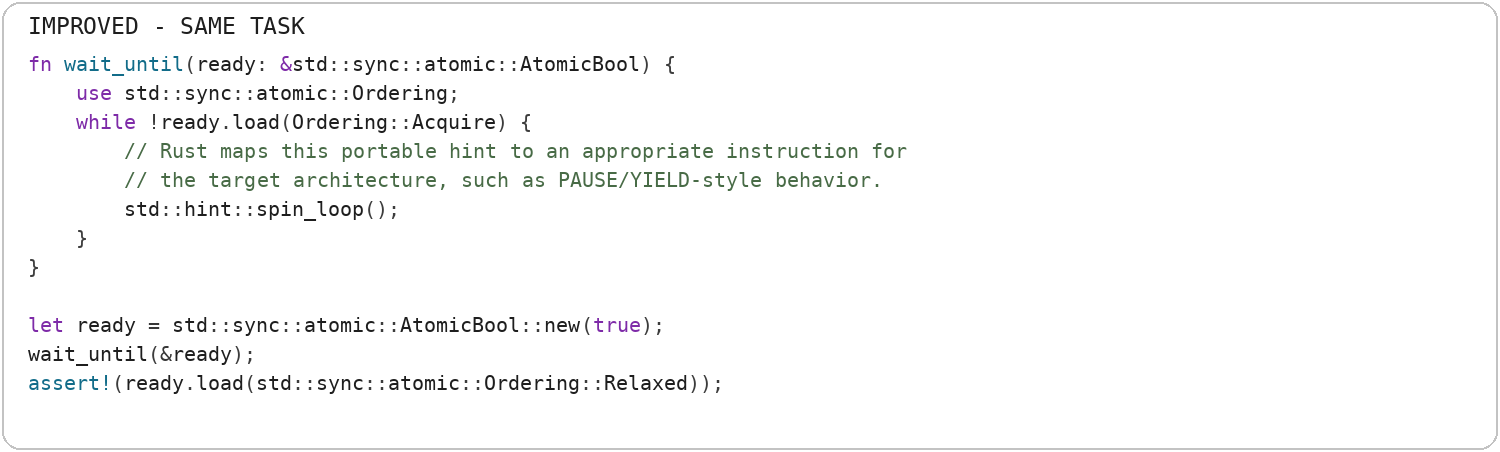 IMPROVED - SAME TASK
fn wait_until(ready: &std::sync::atomic::AtomicBool) {
    use std::sync::atomic::Ordering;
    while !ready.load(Ordering::Acquire) {
        // Rust maps this portable hint to an appropriate instruction for
        // the target architecture, such as PAUSE/YIELD-style behavior.
        std::hint::spin_loop();
    }
}

let ready = std::sync::atomic::AtomicBool::new(true);
wait_until(&ready);
assert!(ready.load(std::sync::atomic::Ordering::Relaxed));